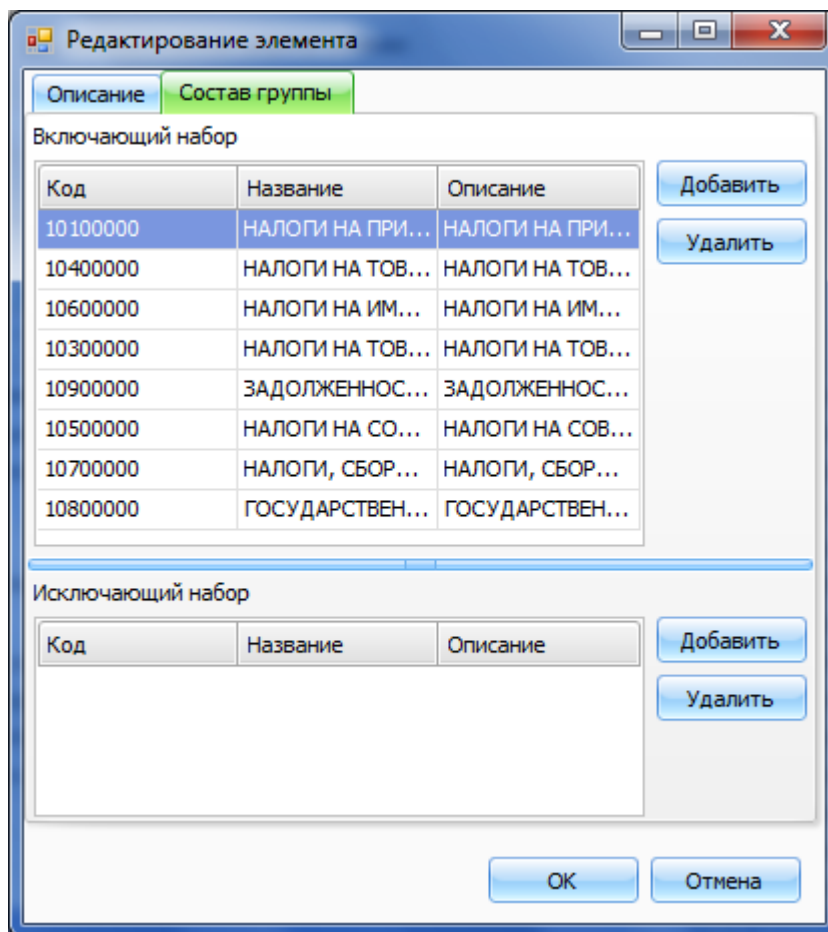 Редактирование элемента
Описание Состав группы
Включающий набор
Код Название Описание Добавить
10100000 НАЛОГИ НА ПРИ... НАЛОГИ НА ПРИ...
Удалить
10400000 НАЛОГИ НА ТОВ... НАЛОГИ НА ТОВ...
10600000 НАЛОГИ НА ИМ... НАЛОГИ НА ИМ...
10300000 НАЛОГИ НА ТОВ... НАЛОГИ НА ТОВ...
10900000 ЗАДОЛЖЕННОС... ЗАДОЛЖЕННОС...
10500000 НАЛОГИ НА СО... НАЛОГИ НА СОВ...
10700000 НАЛОГИ, СБОР... НАЛОГИ, СБОР...
10800000 ГОСУДАРСТВЕН... ГОСУДАРСТВЕН...
Исключающий набор
Код Название Описание Добавить
Удалить
ОК Отмена